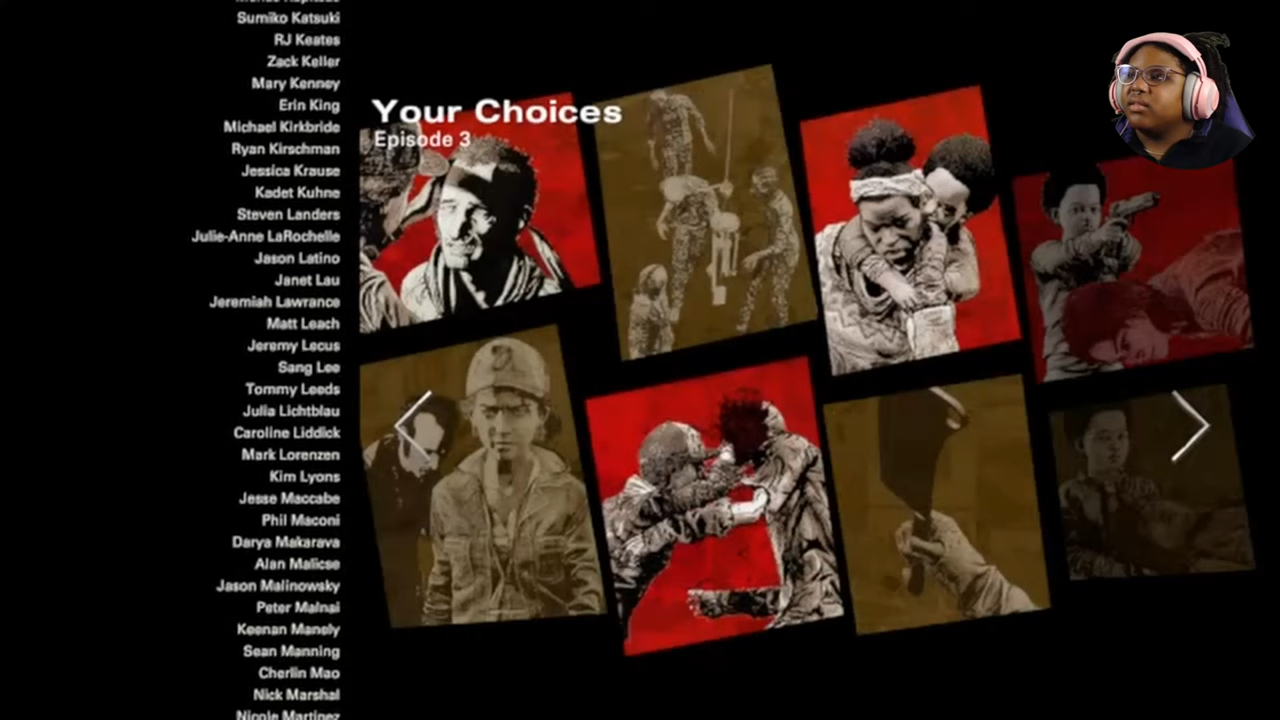 Sumiko Katsuki
RJ Keates
Zack Keller
Mary Kenney
Erin King
Michael Kirkbride
Ryan Kirschman
Jessica Krause
Kadet Kuhne
Steven Landers
Julie-Anne LaRochelle
Jason Latino
Janet Lau
Jeremiah Lawrance
Matt Leach
Jeremy Lecus
Sang Lee
Tommy Leeds
Julia Lichtblau
Caroline Liddick
Mark Lorenzen
Kim Lyons
Jesse Maccabe
Phil Maconi
Darya Makarava
Alan Malicse
Jason Malinowsky
Peter Malnai
Keenan Manely
Sean Manning
Cherlin Mao
Nick Marshal
Nicole Martinez
Your Choices
Episode 3